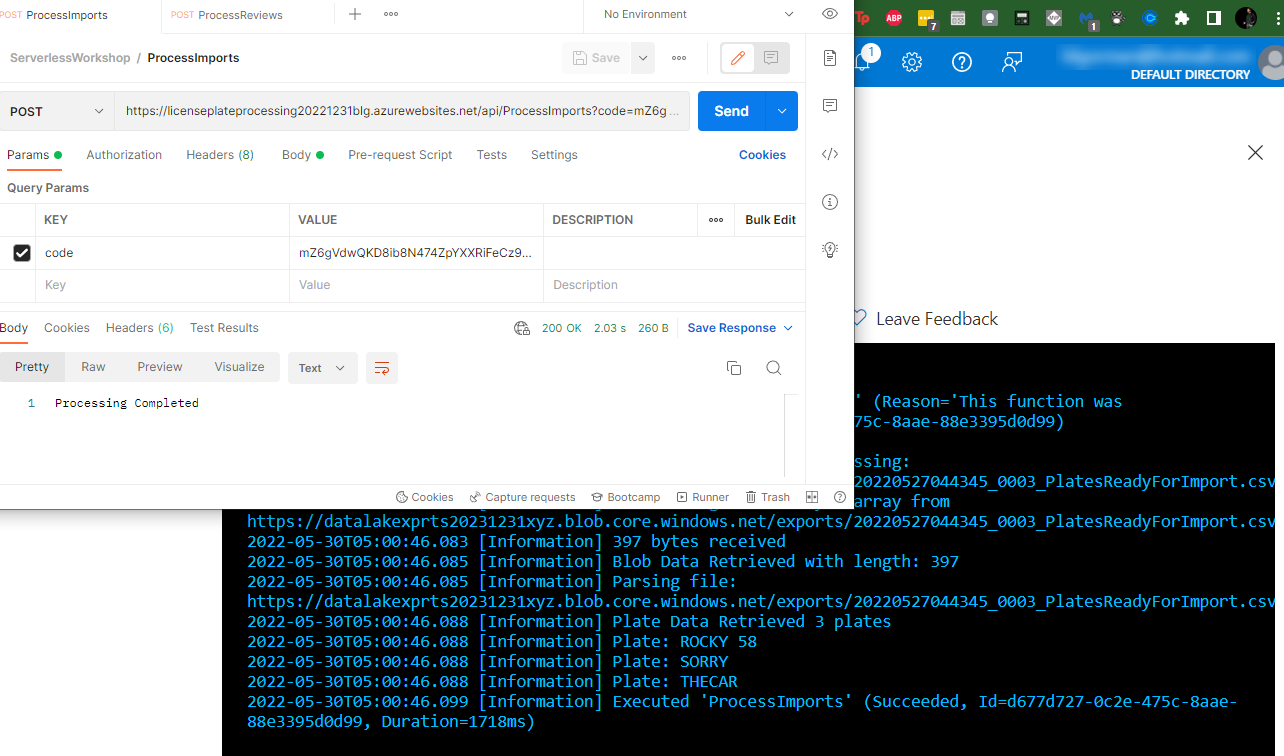 POST ProcessImports
POST ProcessReviews
No Environment
ServerlessWorkshop / ProcessImports
Save
POST
https://licenseplateprocessing20221231blg.azurewebsites.net/api/ProcessImports?code=mZ6g ...
Send
Params
Authorization
Headers (8)
Body
Pre-request Script
Tests
Settings
Cookies
Query Params
KEY
VALUE
DESCRIPTION
Bulk Edit
code
mZ6gVdwQKD8ib8N474ZpYXXRiFeCz9...
Key
Value
Description
Body
Cookies
Headers (6)
Test Results
200 OK
2.03 s
260 B
Save Response
Pretty
Raw
Preview
Visualize
Text
1 Processing Completed
Cookies
Capture requests
Bootcamp
Runner
Trash
Tp
ABP
7
1
1
DEFAULT DIRECTORY
Leave Feedback
' (Reason='This function was
75c-8aae-88e3395d0d99)
ssing:
20220527044345_0003_PlatesReadyForImport.csv
array from
https://datalakexprts20231231xyz.blob.core.windows.net/exports/20220527044345_0003_PlatesReadyForImport.csv
2022-05-30T05:00:46.083 [Information] 397 bytes received
2022-05-30T05:00:46.085 [Information] Blob Data Retrieved with length: 397
2022-05-30T05:00:46.085 [Information] Parsing file:
https://datalakexprts20231231xyz.blob.core.windows.net/exports/20220527044345_0003_PlatesReadyForImport.csv
2022-05-30T05:00:46.088 [Information] Plate Data Retrieved 3 plates
2022-05-30T05:00:46.088 [Information] Plate: ROCKY 58
2022-05-30T05:00:46.088 [Information] Plate: SORRY
2022-05-30T05:00:46.088 [Information] Plate: THECAR
2022-05-30T05:00:46.099 [Information] Executed 'ProcessImports' (Succeeded, Id=d677d727-0c2e-475c-8aae-
88e3395d0d99, Duration=1718ms)